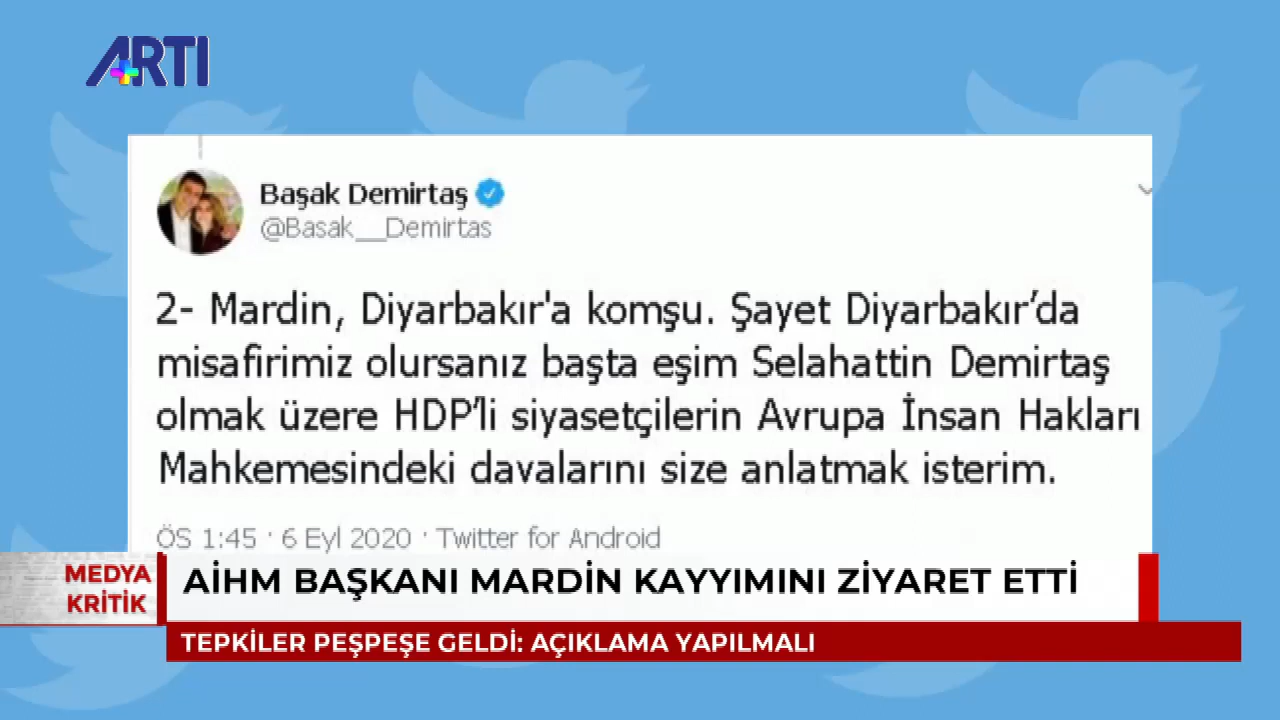 ARTI
Başak Demirtaş
@Basak__Demirtas
2- Mardin, Diyarbakır'a komşu. Şayet Diyarbakır’da
misafirimiz olursanız başta eşim Selahattin Demirtaş
olmak üzere HDP’li siyasetçilerin Avrupa İnsan Hakları
Mahkemesindeki davalarını size anlatmak isterim.
ÖS 1:45 · 6 Eyl 2020 · Twitter for Android
MEDYA
KRİTİK
AİHM BAŞKANI MARDİN KAYYIMINI ZİYARET ETTİ
TEPKİLER PEŞPEŞE GELDİ: AÇIKLAMA YAPILMALI